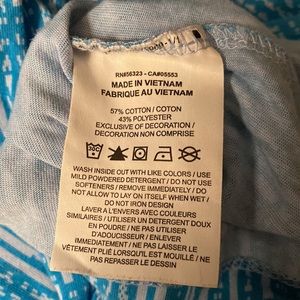 RN#56323 - CA#05553
MADE IN VIETNAM
FABRIQUE AU VIETNAM
57% COTTON / COTON
43% POLYESTER
EXCLUSIVE OF DECORATION /
DECORATION NON COMPRISE
WASH INSIDE OUT WITH LIKE COLORS / USE
MILD POWDERED DETERGENT / DO NOT USE
SOFTENERS / REMOVE IMMEDIATELY / DO
NOT ALLOW TO LAY ON ITSELF WHEN WET /
DO NOT IRON DESIGN
LAVER A L'ENVERS AVEC COULEURS
SIMILAIRES / UTILISER UN DETERGENT DOUX
EN POUDRE / NE PAS UTILISER
D'ADOUCISSEUR / ENLEVER
IMMÉDIATEMENT / NE PAS LAISSER LE
VÊTEMENT PLIÉ LORSQU'IL EST MOUILLÉ / NE
PAS REPASSER LE DESSIN